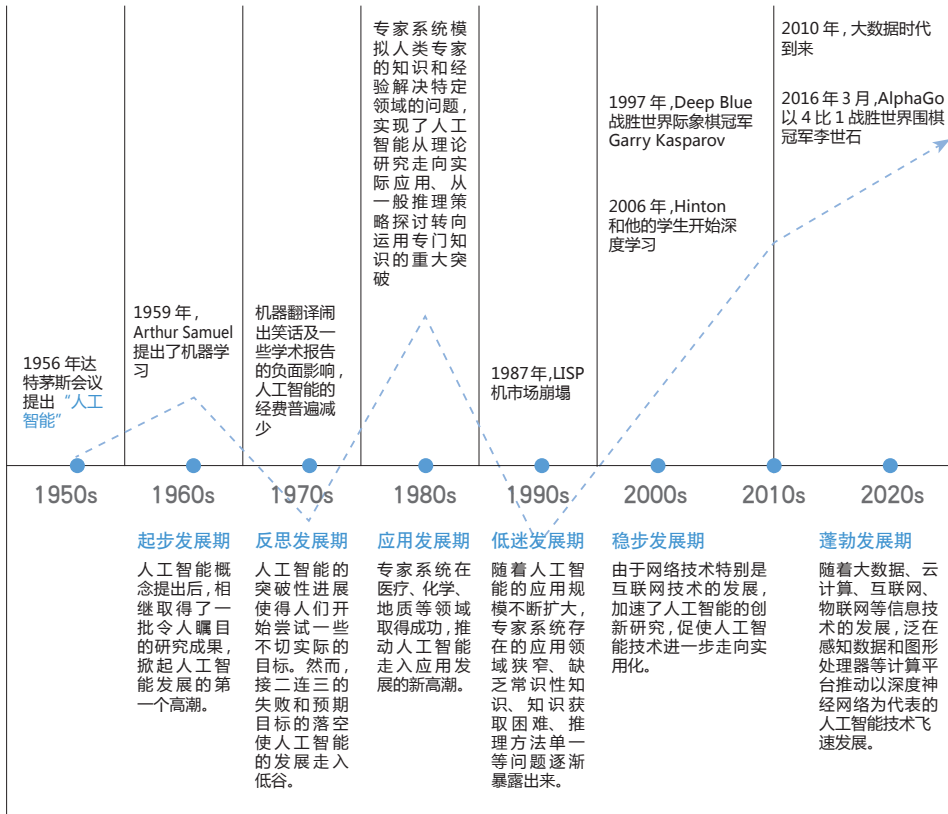 1956 年达
特茅斯会议
提出“人工
智能”
1959 年，
Arthur Samuel
提出了机器学
习
机器翻译闹
出笑话及一
些学术报告
的负面影响，
人工智能的
经费普遍减
少
专家系统模
拟人类专家
的知识和经
验解决特定
领域的问题，
实现了人工
智能从理论
研究走向实
际应用、从
一般推理策
略探讨转向
运用专门知
识的重大突
破
1987 年,LISP
机市场崩塌
1997 年,Deep Blue
战胜世界际象棋冠军
Garry Kasparov
2006 年,Hinton
和他的学生开始深
度学习
2010 年，大数据时代
到来
2016 年 3 月,AlphaGo
以 4 比 1 战胜世界围棋
冠军李世石
1950s
1960s
1970s
1980s
1990s
2000s
2010s
2020s
起步发展期
人工智能概
念提出后，相
继取得了一
批令人瞩目
的研究成果，
掀起人工智
能发展的第
一个高潮。
反思发展期
人工智能的
突破性进展
使得人们开
始尝试一些
不切实际的
目标。然而，
接二连三的
失败和预期
目标的落空
使人工智能
的发展走入
低谷。
应用发展期
专家系统在
医疗、化学、
地质等领域
取得成功，推
动人工智能
走入应用发
展的新高潮。
低迷发展期
随着人工智
能的应用规
模不断扩大，
专家系统存
在的应用领
域狭窄、缺
乏常识性知
识、知识获
取困难、推
理方法单一
等问题逐渐
暴露出来。
稳步发展期
由于网络技术特别是
互联网技术的发展，
加速了人工智能的创
新研究，促使人工智
能技术进一步走向实
用化。
蓬勃发展期
随着大数据、云
计算、互联网、
物联网等信息技
术的发展，泛在
感知数据和图形
处理器等计算平
台推动以深度神
经网络为代表的
人工智能技术飞
速发展。